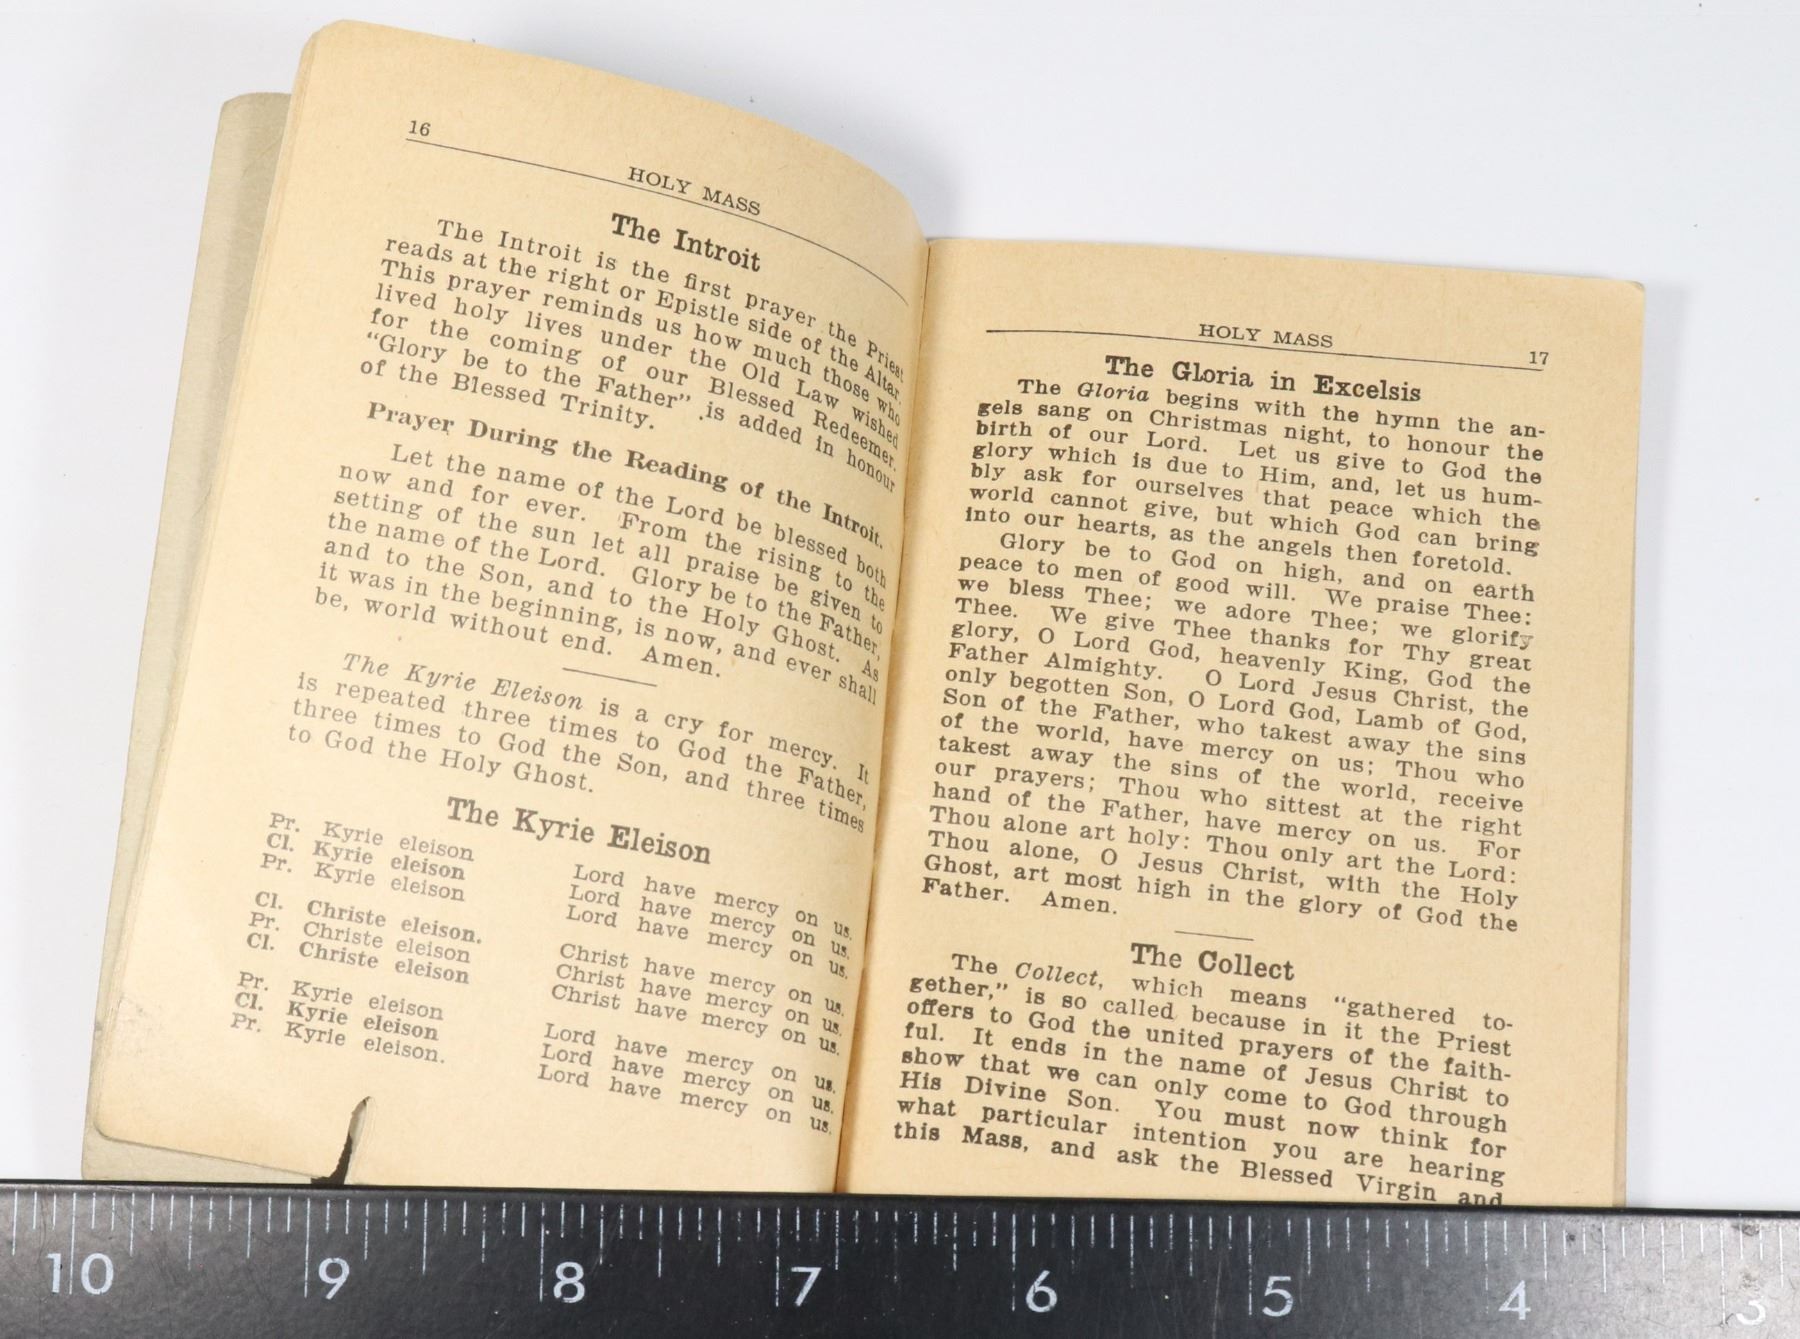 16
HOLY MASS
The Introit
The Introit is the first prayer the Priest
reads at the right or Epistle side of the Altar.
This prayer reminds us how much those who
lived holy lives under the Old Law wished
for the coming of our Blessed Redeemer.
"Glory be to the Father" is added in honour
of the Blessed Trinity.
Prayer During the Reading of the Introit.
Let the name of the Lord be blessed both
now and for ever. From the rising to the
setting of the sun let all praise be given to
the name of the Lord. Glory be to the Father,
and to the Son, and to the Holy Ghost. As
it was in the beginning, is now, and ever shall
be, world without end. Amen.
The Kyrie Eleison is a cry for mercy. It
is repeated three times to God the Father,
three times to God the Son, and three times
to God the Holy Ghost.
The Kyrie Eleison
Pr. Kyrie eleison Lord have mercy on us.
Cl. Kyrie eleison Lord have mercy on us.
Pr. Kyrie eleison Lord have mercy on us.
Cl. Christe eleison. Christ have mercy on us.
Pr. Christe eleison Christ have mercy on us.
Cl. Christe eleison Christ have mercy on us.
Pr. Kyrie eleison Lord have mercy on us.
Cl. Kyrie eleison Lord have mercy on us.
Pr. Kyrie eleison. Lord have mercy on us.
HOLY MASS
17
The Gloria in Excelsis
The Gloria begins with the hymn the an-
gels sang on Christmas night, to honour the
birth of our Lord. Let us give to God the
glory which is due to Him, and, let us hum-
bly ask for ourselves that peace which the
world cannot give, but which God can bring
into our hearts, as the angels then foretold.
Glory be to God on high, and on earth
peace to men of good will. We praise Thee;
we bless Thee; we adore Thee; we glorify
Thee. We give Thee thanks for Thy great
glory, O Lord God, heavenly King, God the
Father Almighty. O Lord Jesus Christ, the
only begotten Son, O Lord God, Lamb of God,
Son of the Father, who takest away the sins
of the world, have mercy on us; Thou who
takest away the sins of the world, receive
our prayers; Thou who sittest at the right
hand of the Father, have mercy on us. For
Thou alone art holy: Thou only art the Lord:
Thou alone, O Jesus Christ, with the Holy
Ghost, art most high in the glory of God the
Father. Amen.
The Collect
The Collect, which means "gathered to-
gether," is so called because in it the Priest
offers to God the united prayers of the faith-
ful. It ends in the name of Jesus Christ to
show that we can only come to God through
His Divine Son. You must now think for
what particular intention you are hearing
this Mass, and ask the Blessed Virgin and
10 9 8 7 6 5 4 3